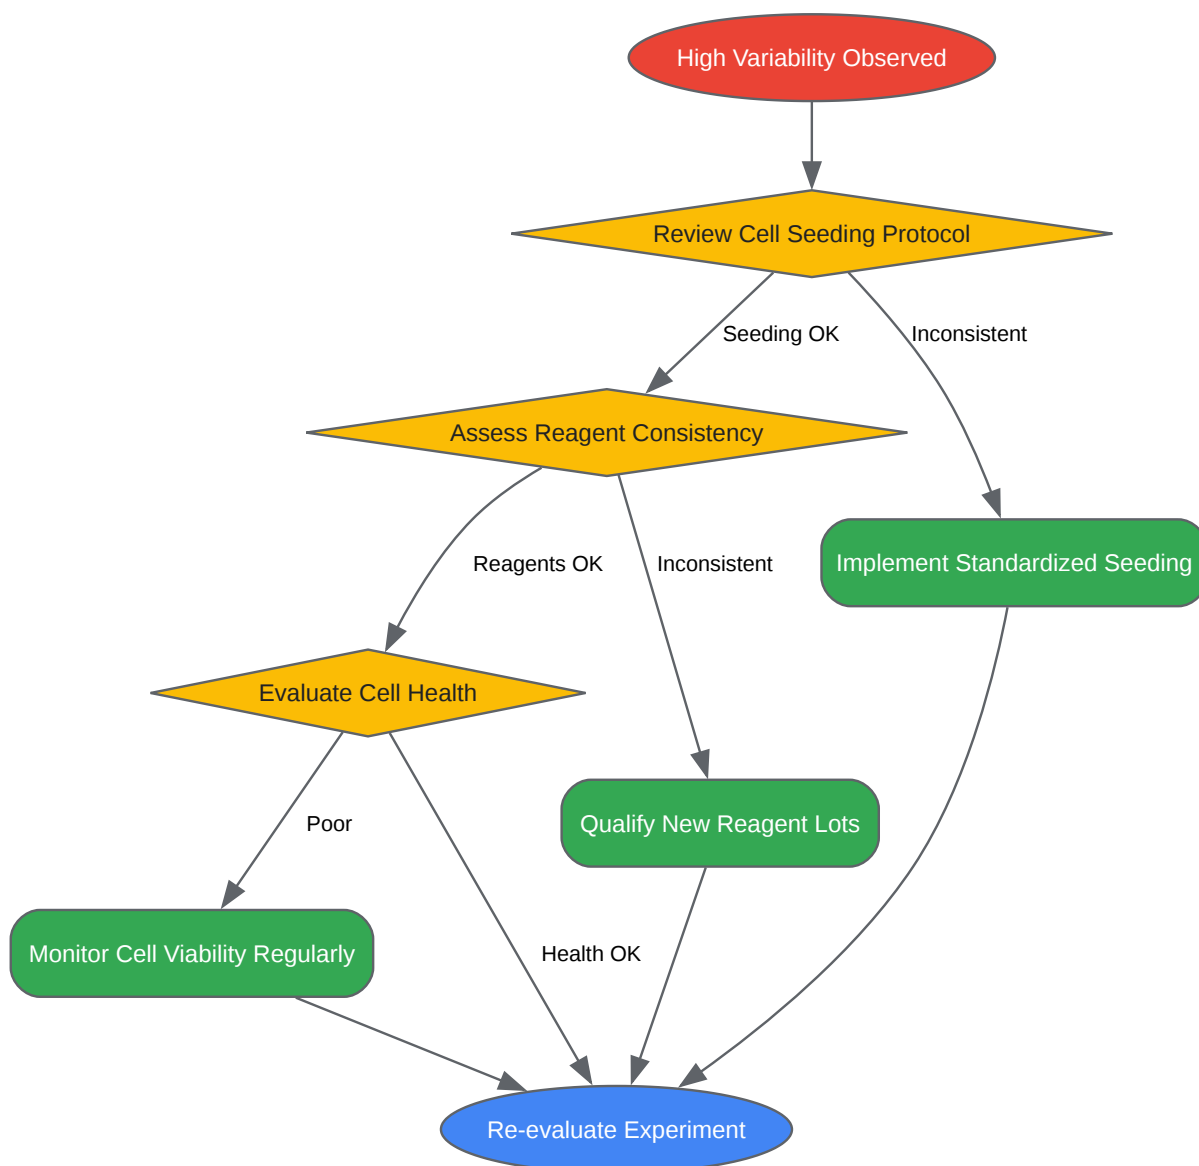 High Variability Observed
Review Cell Seeding Protocol
Seeding OK
Inconsistent
Assess Reagent Consistency
Reagents OK
Inconsistent
Implement Standardized Seeding
Evaluate Cell Health
Poor
Qualify New Reagent Lots
Monitor Cell Viability Regularly
Health OK
Re-evaluate Experiment